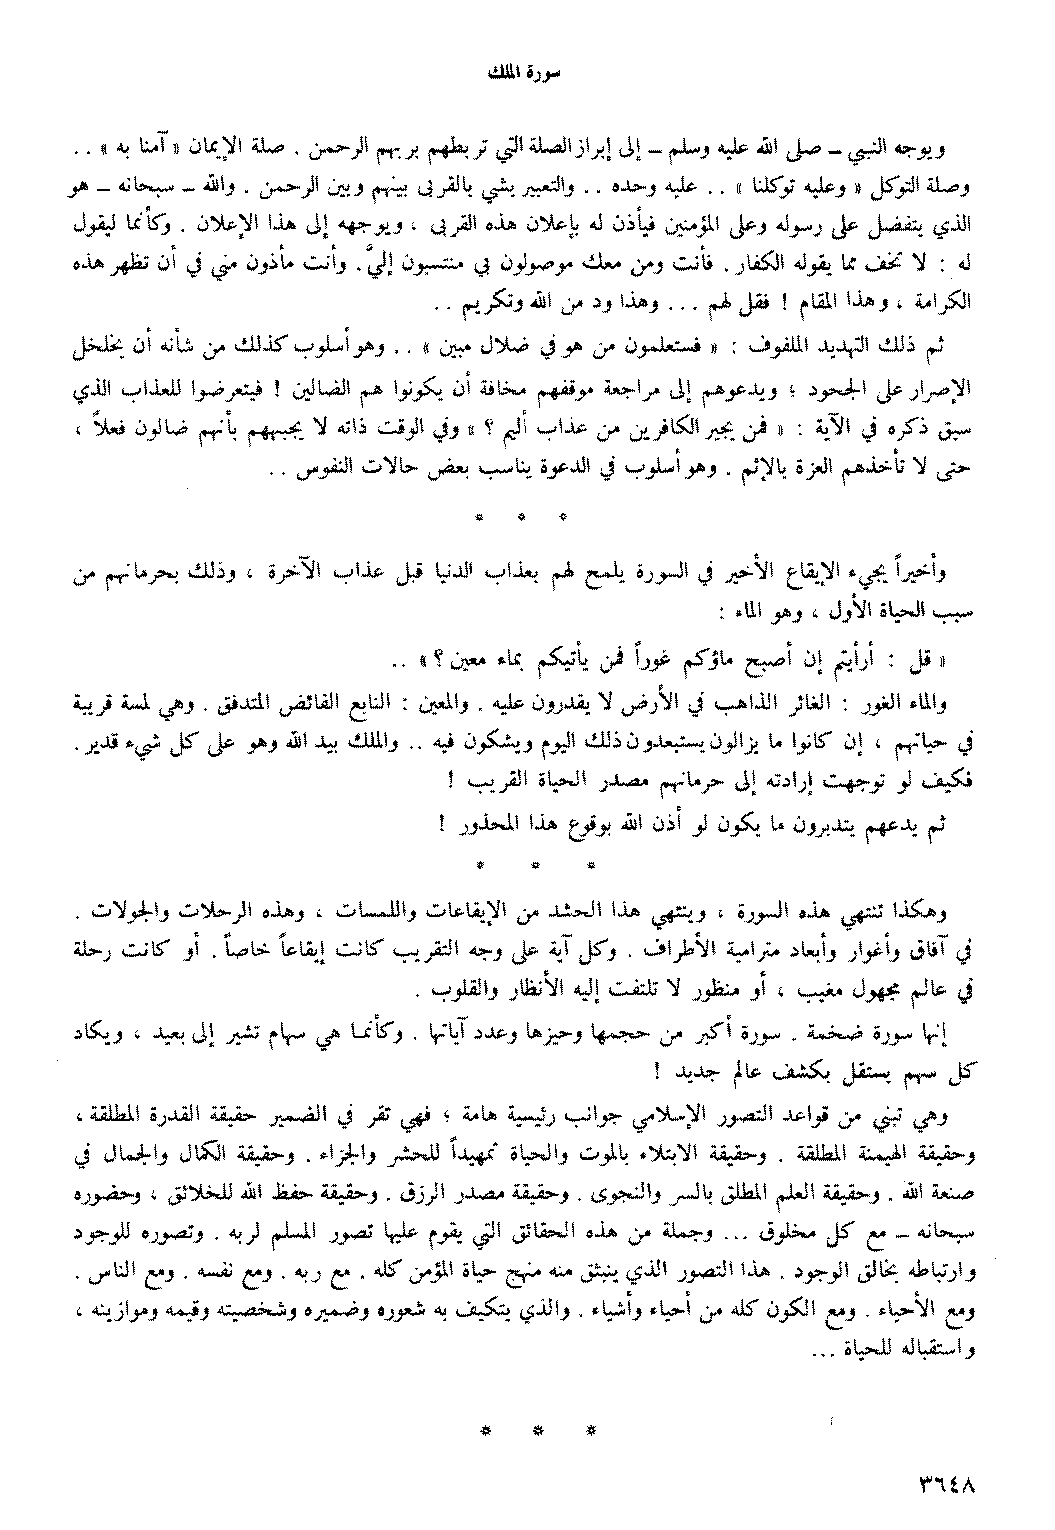 سورة الملك
ويوجه النبي – صلى الله عليه وسلم – إلى إبراز الصلة التي تربطهم بربهم الرحمن . صلة الإيمان « آمنا به » . .
وصلة التوكل « وعليه توكلنا » . . عليه وحده . . والتعبير يشي بالقربى بينهم وبين الرحمن . والله – سبحانه – هو
الذي يتفضل على رسوله وعلى المؤمنين فيأذن له بإعلان هذه القربى ، ويوجهه إلى هذا الإعلان . وكأنما ليقول
له : لا تخف مما يقوله الكفار . فأنت ومن معك موصولون بي منتسبون إليَّ . وأنت مأذون مني في أن تظهر هذه
الكرامة ، وهذا المقام ! فقل لهم ... وهذا ود من الله وتكريم . .
ثم ذلك التهديد الملفوف : « فستعلمون من هو في ضلال مبين » . . وهو أسلوب كذلك من شأنه أن يخلخل
الإصرار على الجحود ؛ ويدعوهم إلى مراجعة موقفهم مخافة أن يكونوا هم الضالين ! فيتعرضوا للعذاب الذي
سبق ذكره في الآية : « فمن يجير الكافرين من عذاب أليم ؟ » وفي الوقت ذاته لا يجبههم بأنهم ضالون فعلاً ،
حتى لا تأخذهم العزة بالإثم . وهو أسلوب في الدعوة يناسب بعض حالات النفوس . .
* * *
وأخيراً يجيء الإيقاع الأخير في السورة يلمح لهم بعذاب الدنيا قبل عذاب الآخرة ، وذلك بحرمانهم من
سبب الحياة الأول ، وهو الماء :
« قل : أرأيتم إن أصبح ماؤكم غوراً فمن يأتيكم بماء معين ؟ » . .
والماء الغور : الغائر الذاهب في الأرض لا يقدرون عليه . والمعين : النابع الفائض المتدفق . وهي لمسة قريبة
في حياتهم ، إن كانوا ما يزالون يستبعدون ذلك اليوم ويشكون فيه . . والملك بيد الله وهو على كل شيء قدير .
فكيف لو توجهت إرادته إلى حرمانهم مصدر الحياة القريب !
ثم يدعهم يتدبرون ما يكون لو أذن الله بوقوع هذا المحذور !
* * *
وهكذا تنتهي هذه السورة ، وينتهي هذا الحشد من الإيقاعات واللمسات ، وهذه الرحلات والجولات .
في آفاق وأغوار وأبعاد مترامية الأطراف . وكل آية على وجه التقريب كانت إيقاعاً خاصاً . أو كانت رحلة
في عالم مجهول مغيب ، أو منظور لا تلتفت إليه الأنظار والقلوب .
إنها سورة ضخمة . سورة أكبر من حجمها وحيزها وعدد آياتها . وكأنما هي سهام تشير إلى بعيد ، ويكاد
كل سهم يستقل بكشف عالم جديد !
وهي تبني من قواعد التصور الإسلامي جوانب رئيسية هامة ؛ فهي تقر في الضمير حقيقة القدرة المطلقة ،
وحقيقة الهيمنة المطلقة . وحقيقة الابتلاء بالموت والحياة تمهيداً للحشر والجزاء . وحقيقة الكمال والجمال في
صنعة الله . وحقيقة العلم المطلق بالسر والنجوى . وحقيقة مصدر الرزق . وحقيقة حفظ الله للخلائق ، وحضوره
سبحانه – مع كل مخلوق ... وجملة من هذه الحقائق التي يقوم عليها تصور المسلم لربه . وتصوره للوجود
وارتباطه بخالق الوجود . هذا التصور الذي ينبثق منه منهج حياة المؤمن كله . مع ربه . ومع نفسه . ومع الناس .
ومع الأحياء . ومع الكون كله من أحياء وأشياء . والذي يتكيف به شعوره وضميره وشخصيته وقيمه وموازينه ،
واستقباله للحياة ...
* * *
٣٦٤٨